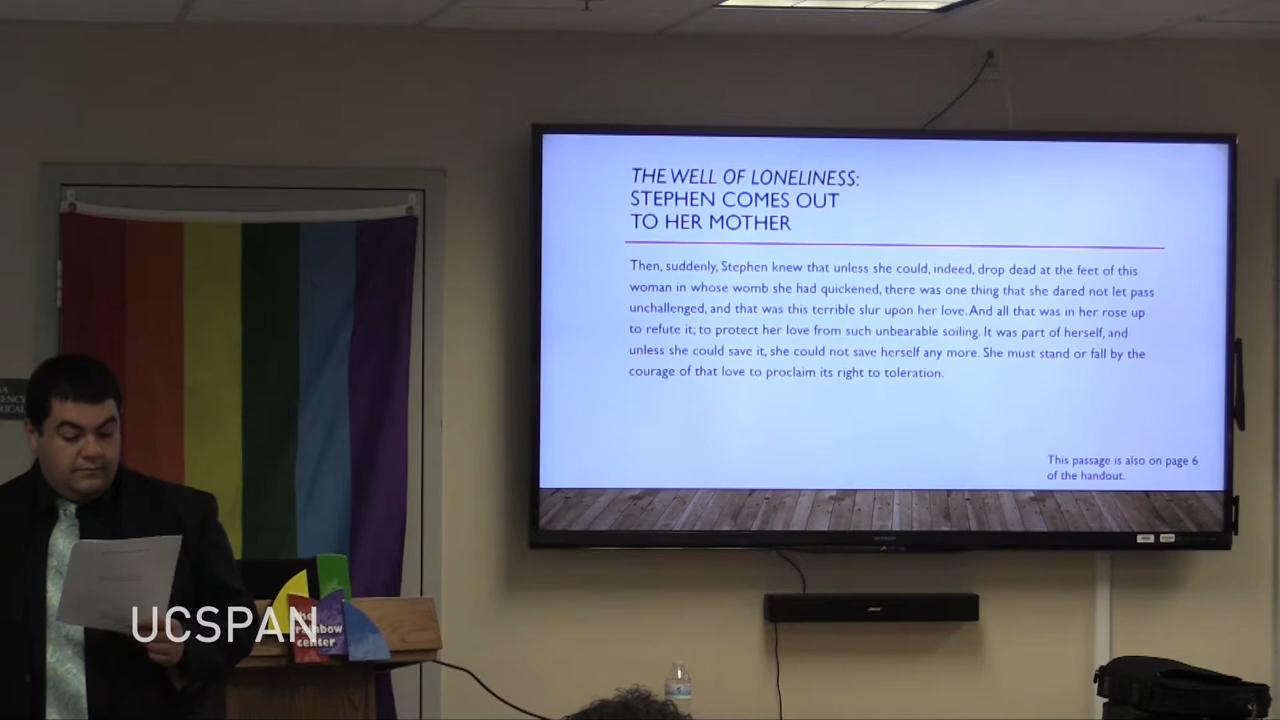 THE WELL OF LONELINESS:
STEPHEN COMES OUT
TO HER MOTHER
Then, suddenly, Stephen knew that unless she could, indeed, drop dead at the feet of this
woman in whose womb she had quickened, there was one thing that she dared not let pass
unchallenged, and that was this terrible slur upon her love. And all that was in her rose up
to refute it; to protect her love from such unbearable soiling. It was part of herself, and
unless she could save it, she could not save herself any more. She must stand or fall by the
courage of that love to proclaim its right to toleration.
This passage is also on page 6
of the handout.
UCSPAN
the
rainbow
center
BOSE